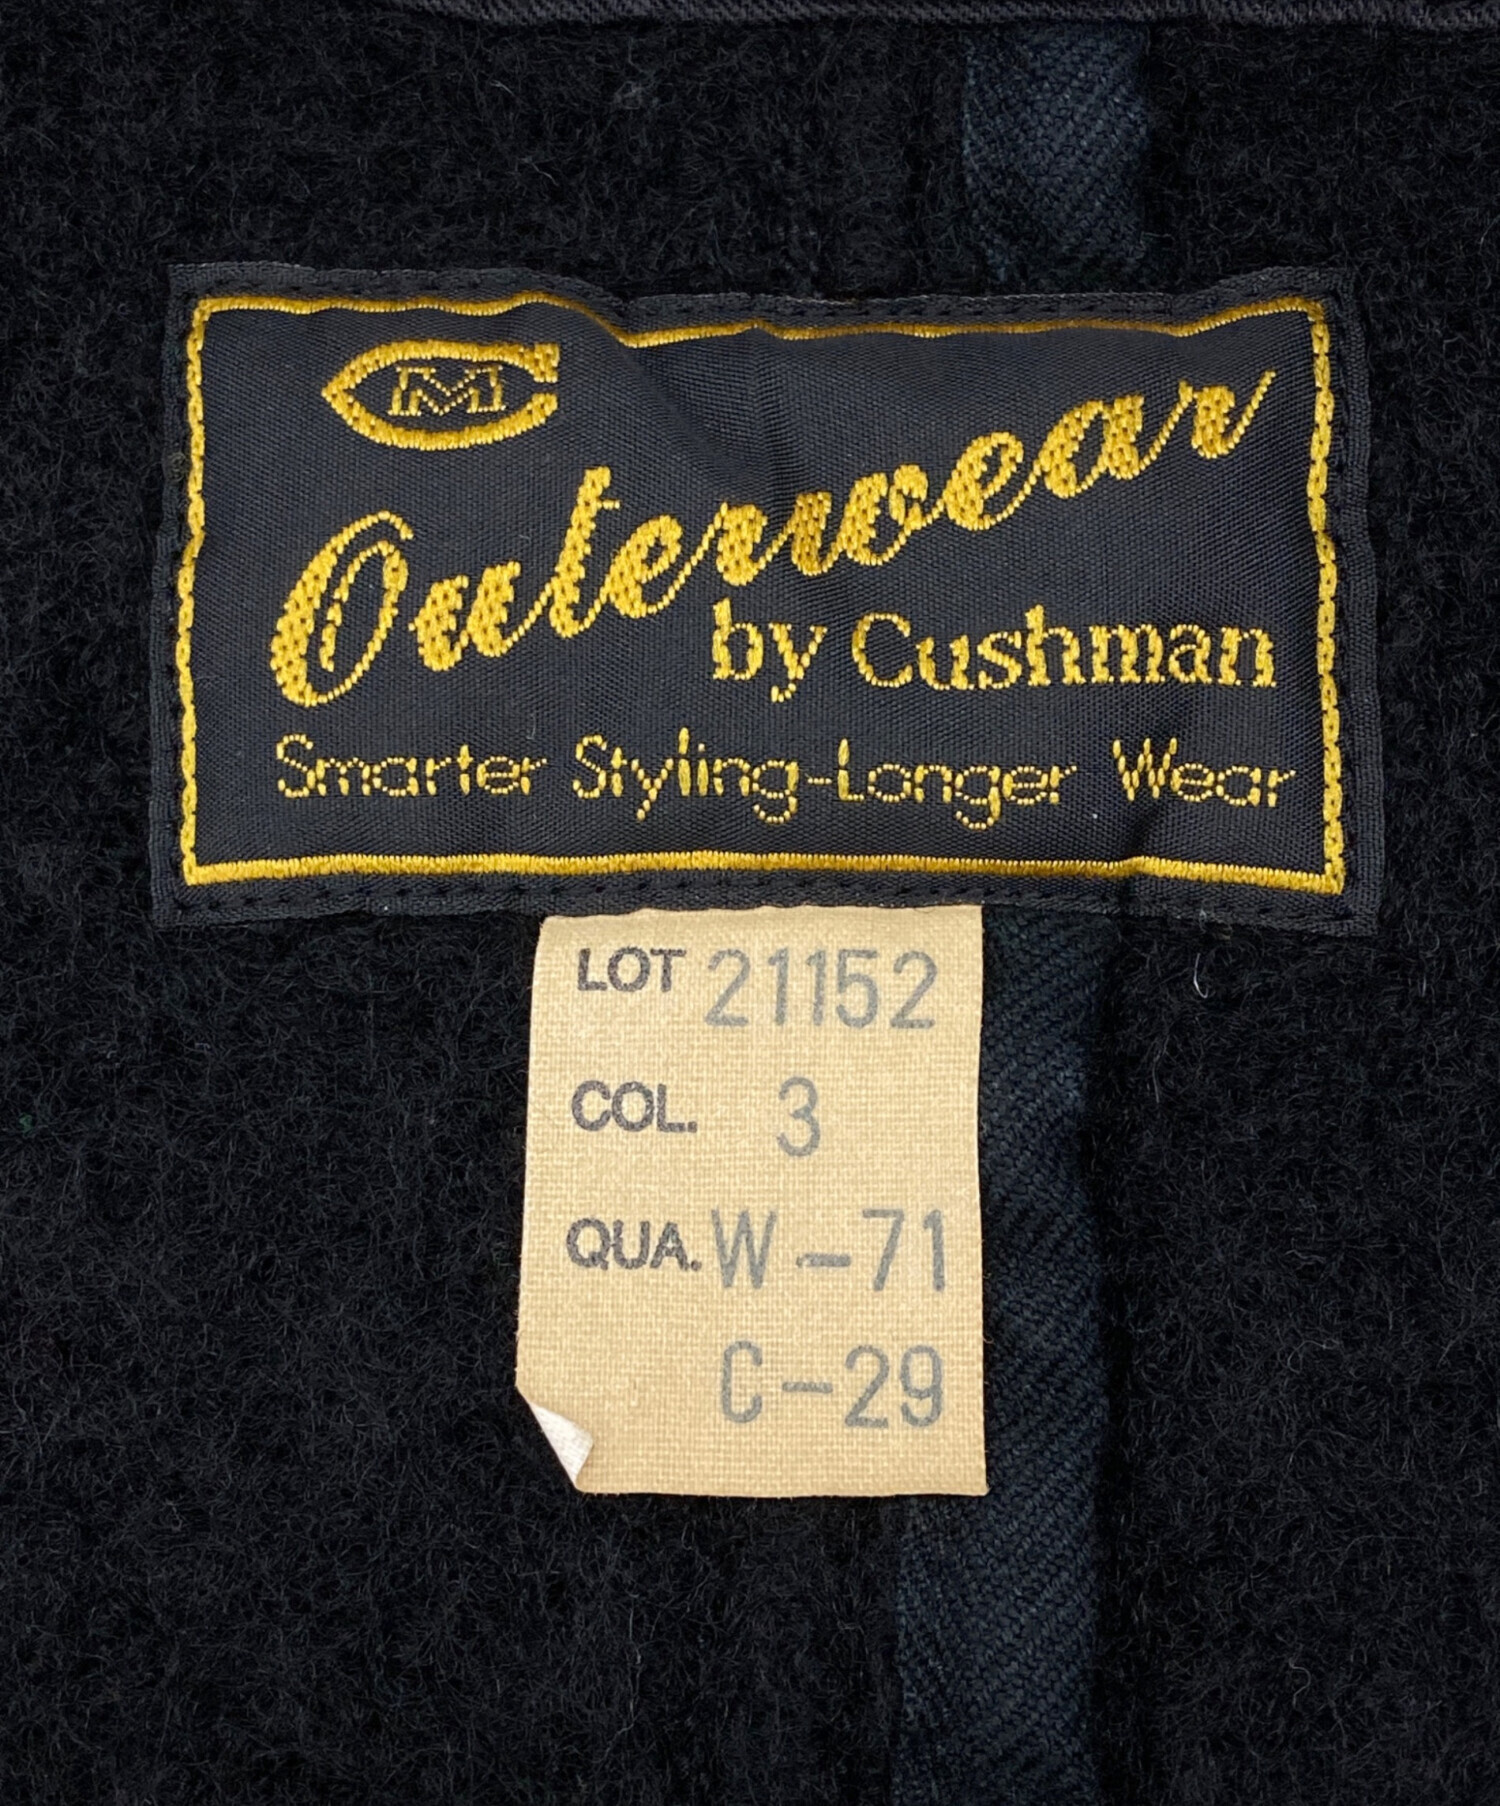 CM
Outerwear
by Cushman
Smarter Styling-Longer Wear
LOT 21152
COL. 3
QUA. W-71
C-29